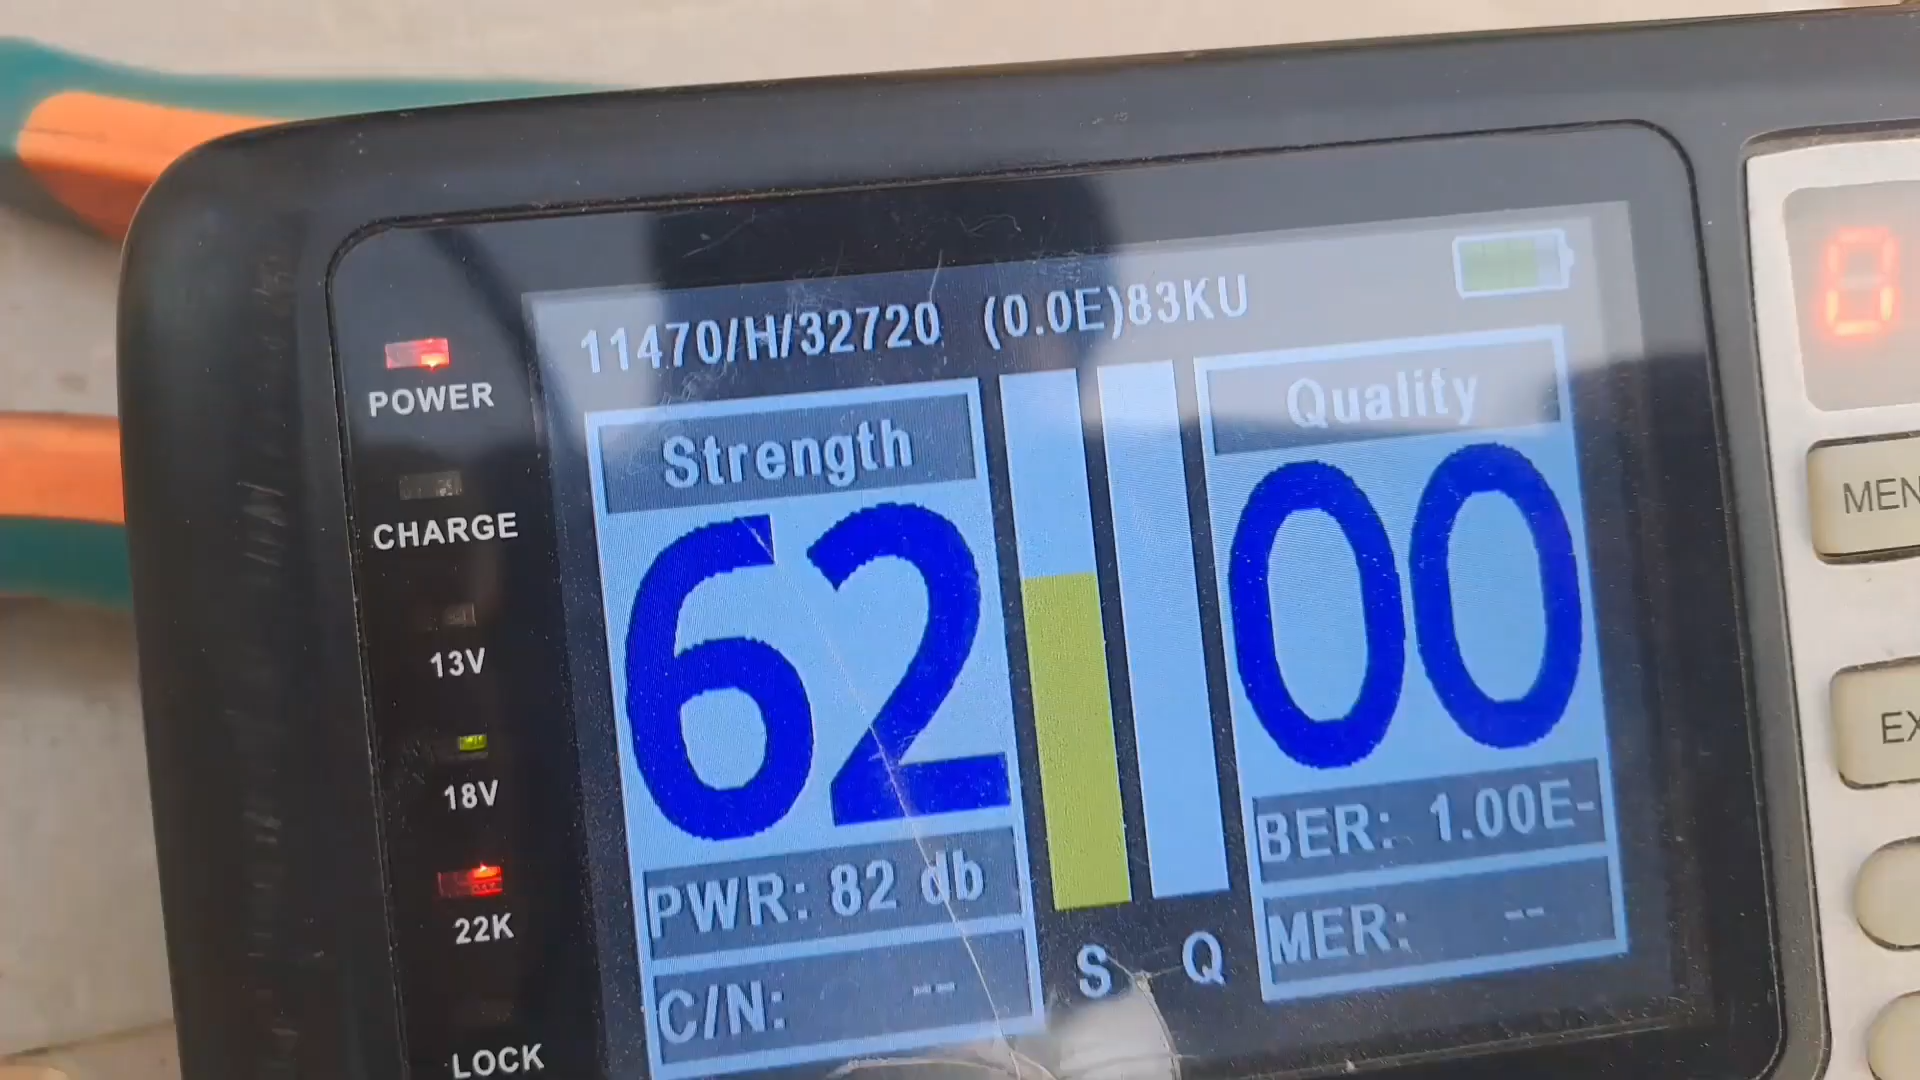 11470/H/32720 (0.0E)83KU
Strength
62
PWR: 82 db
C/N: --
S Q
Quality
00
BER: 1.00E-
MER: --
POWER
CHARGE
13V
18V
22K
LOCK
0
MEN
EX